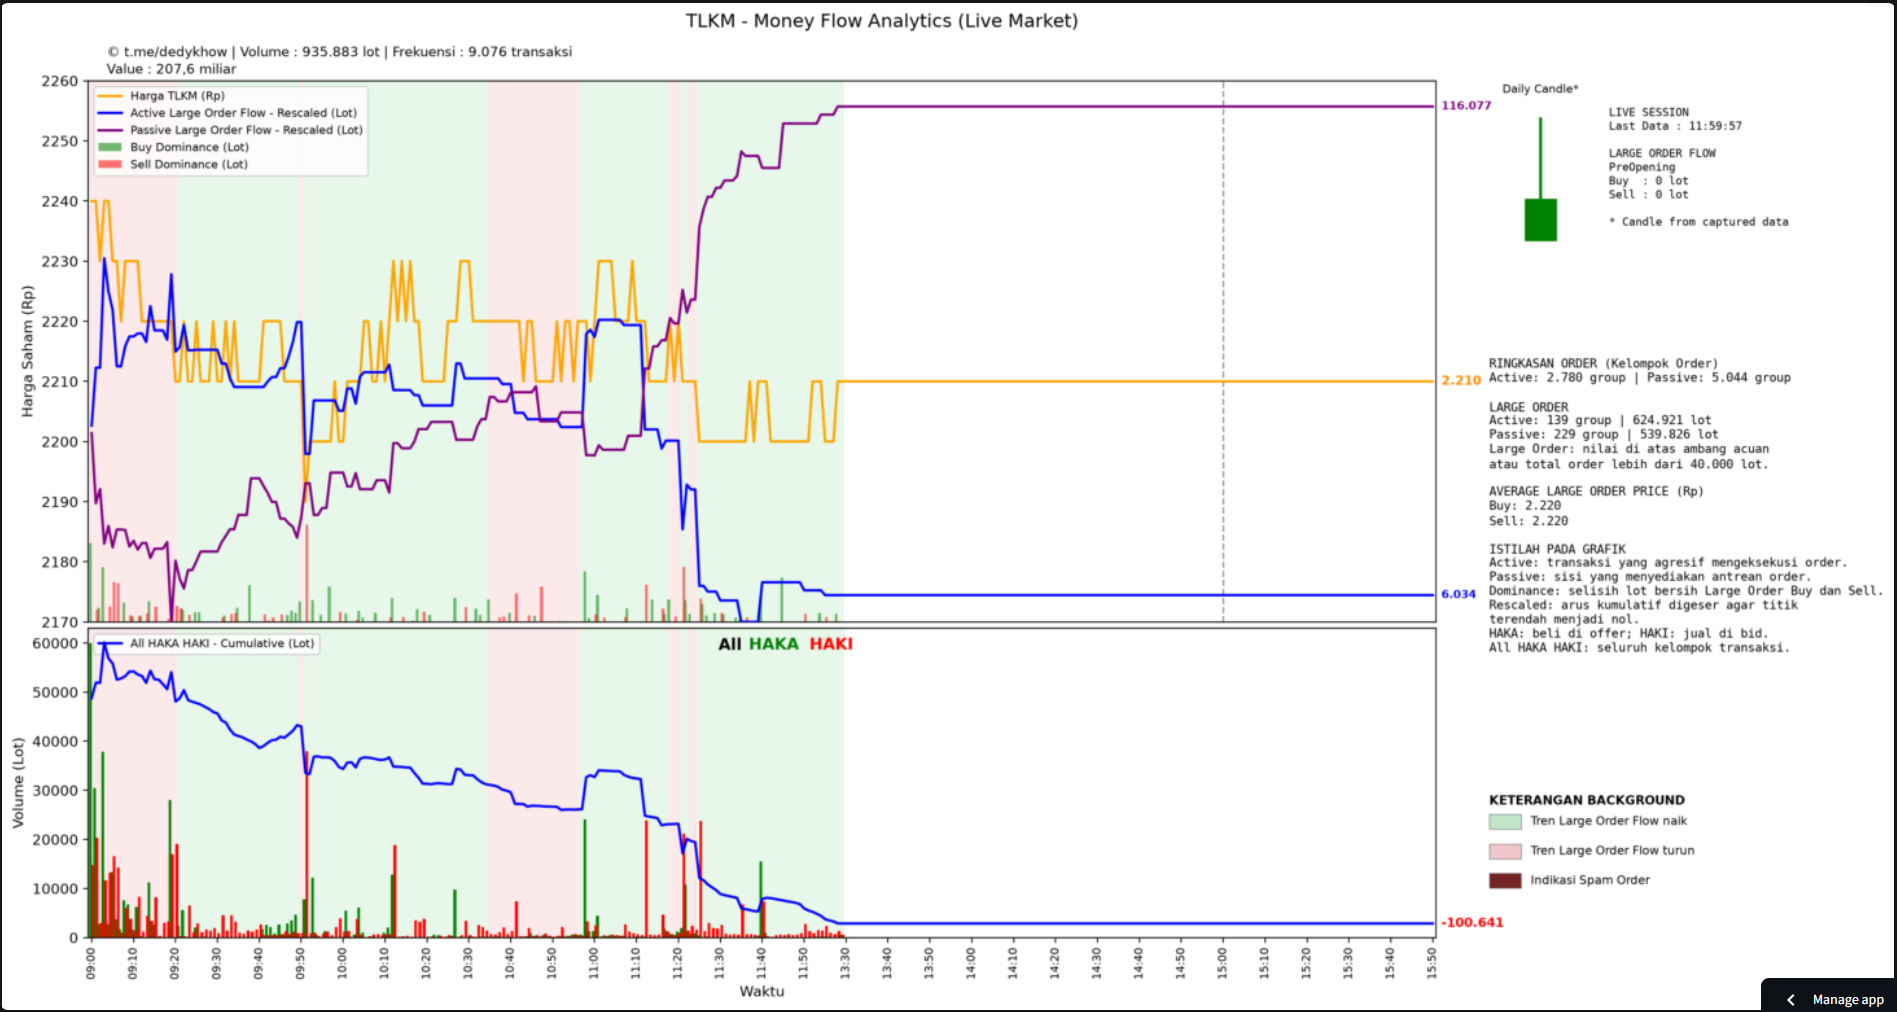 TLKM - Money Flow Analytics (Live Market)
© t.me/dedykhow | Volume : 935.883 lot | Frekuensi : 9.076 transaksi
Value : 207,6 miliar
Harga Saham (Rp)
2260
2250
2240
2230
2220
2210
2200
2190
2180
2170
Harga TLKM (Rp)
Active Large Order Flow - Rescaled (Lot)
Passive Large Order Flow - Rescaled (Lot)
Buy Dominance (Lot)
Sell Dominance (Lot)
116.077
2.210
6.034
Volume (Lot)
60000
50000
40000
30000
20000
10000
0
All HAKA HAKI - Cumulative (Lot)
All HAKA HAKI
-100.641
09:00
09:10
09:20
09:30
09:40
09:50
10:00
10:10
10:20
10:30
10:40
10:50
11:00
11:10
11:20
11:30
11:40
11:50
13:30
13:40
13:50
14:00
14:10
14:20
14:30
14:40
14:50
15:00
15:10
15:20
15:30
15:40
15:50
Waktu
Daily Candle*
LIVE SESSION
Last Data : 11:59:57
LARGE ORDER FLOW
PreOpening
Buy : 0 lot
Sell : 0 lot
* Candle from captured data
RINGKASAN ORDER (Kelompok Order)
Active: 2.780 group | Passive: 5.044 group
LARGE ORDER
Active: 139 group | 624.921 lot
Passive: 229 group | 539.826 lot
Large Order: nilai di atas ambang acuan
atau total order lebih dari 40.000 lot.
AVERAGE LARGE ORDER PRICE (Rp)
Buy: 2.220
Sell: 2.220
ISTILAH PADA GRAFIK
Active: transaksi yang agresif mengeksekusi order.
Passive: sisi yang menyediakan antrean order.
Dominance: selisih lot bersih Large Order Buy dan Sell.
Rescaled: arus kumulatif digeser agar titik
terendah menjadi nol.
HAKA: beli di offer; HAKI: jual di bid.
All HAKA HAKI: seluruh kelompok transaksi.
KETERANGAN BACKGROUND
Tren Large Order Flow naik
Tren Large Order Flow turun
Indikasi Spam Order
Manage app